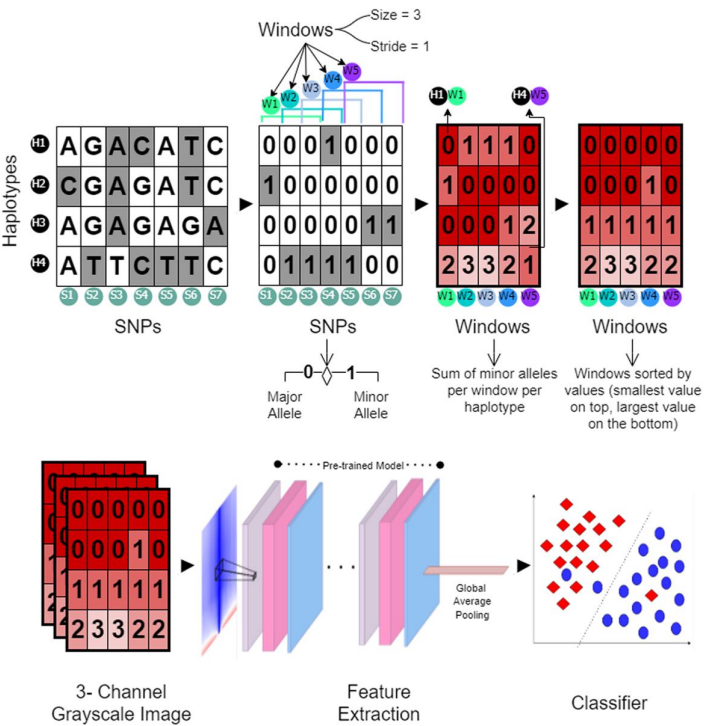 Windows
Size = 3
Stride = 1
W1 W2 W3 W4 W5
H1 W1 H4 W5
Haplotypes
H1 A G A C A T C
H2 C G A G A T C
H3 A G A G A G A
H4 A T T C T T C
S1 S2 S3 S4 S5 S6 S7
SNPs
0 0 0 1 0 0 0
1 0 0 0 0 0 0
0 0 0 0 0 1 1
0 1 1 1 1 0 0
S1 S2 S3 S4 S5 S6 S7
SNPs
0 1
Major
Allele
Minor
Allele
0 1 1 1 0
1 0 0 0 0
0 0 0 1 2
2 3 3 2 1
W1 W2 W3 W4 W5
Windows
Sum of minor alleles
per window per
haplotype
0 0 0 0 0
0 0 0 1 0
1 1 1 1 1
2 3 3 2 2
W1 W2 W3 W4 W5
Windows
Windows sorted by
values (smallest value
on top, largest value
on the bottom)
0 0 0 0 0
0 0 0 1 0
1 1 1 1 1
2 3 3 2 2
3- Channel
Grayscale Image
Pre-trained Model
Global
Average
Pooling
Feature
Extraction
Classifier